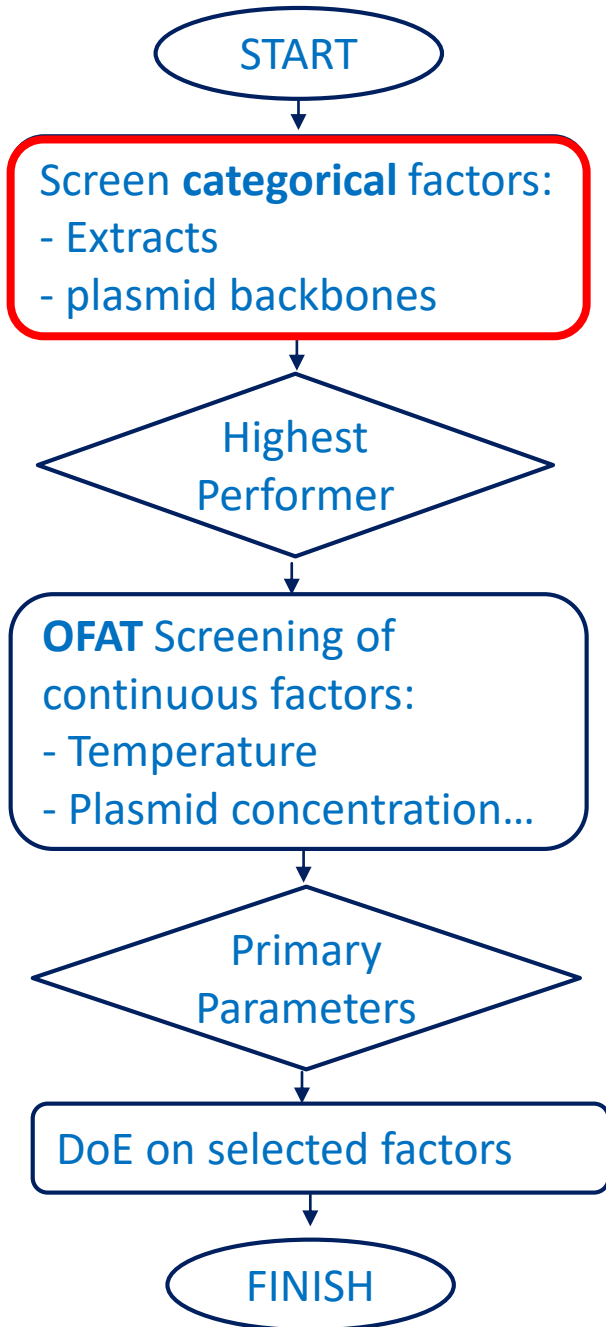 START
Screen categorical factors:
- Extracts
- plasmid backbones
Highest
Performer
OFAT Screening of
continuous factors:
- Temperature
- Plasmid concentration...
Primary
Parameters
DoE on selected factors
FINISH